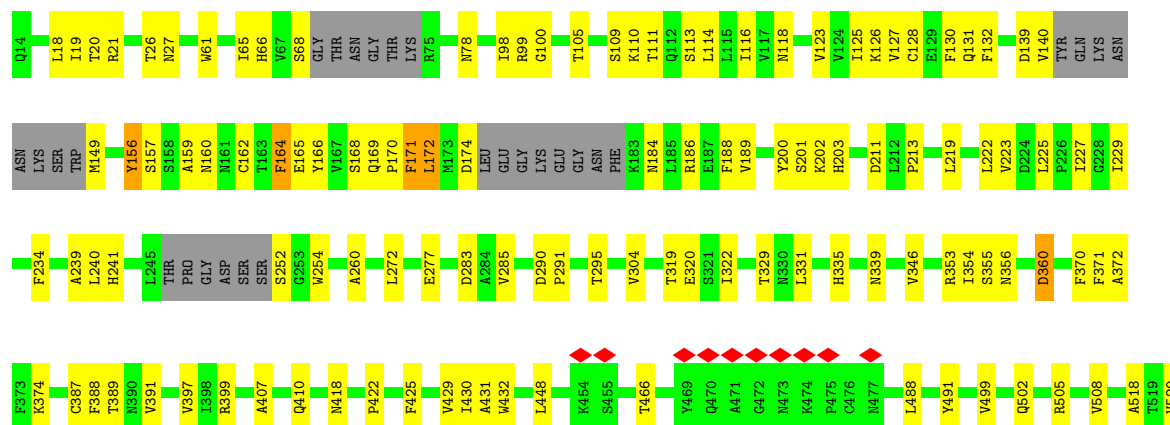 Q14 L18 I19 T20 R21 T26 N27 W61 I65 H66 V67 S68 GLY THR ASN GLY THR LYS R75 N78 I98 R99 G100 T105 S109 K110 T111 Q112 S113 L114 L115 I116 V117 N118 V123 V124 I125 K126 V127 C128 E129 F130 Q131 F132 D139 V140 TYR GLN LYS ASN
ASN LYS SER TRP M149 Y156 S157 S158 A159 N160 N161 C162 T163 F164 E165 Y166 V167 S168 Q169 P170 F171 L172 M173 D174 LEU GLU GLY LYS GLU GLY ASN PHE K183 N184 L185 R186 E187 F188 V189 Y200 S201 K202 H203 D211 L212 P213 L219 L222 V223 D224 L225 P226 I227 G228 I229
F234 A239 L240 H241 L245 THR PRO GLY ASP SER SER S252 G253 W254 A260 L272 E277 D283 A284 V285 D290 P291 T295 V304 T319 E320 S321 I322 T329 N330 L331 H335 N339 V346 R353 I354 S355 N356 D360 F370 F371 A372
F373 K374 C387 F388 T389 N390 V391 V397 I398 R399 A407 Q410 N418 P422 F425 V429 I430 A431 W432 L448 K454 S455 T466 Y469 Q470 A471 G472 N473 K474 P475 C476 N477 L488 Y491 V499 Q502 R505 V508 A518 T519